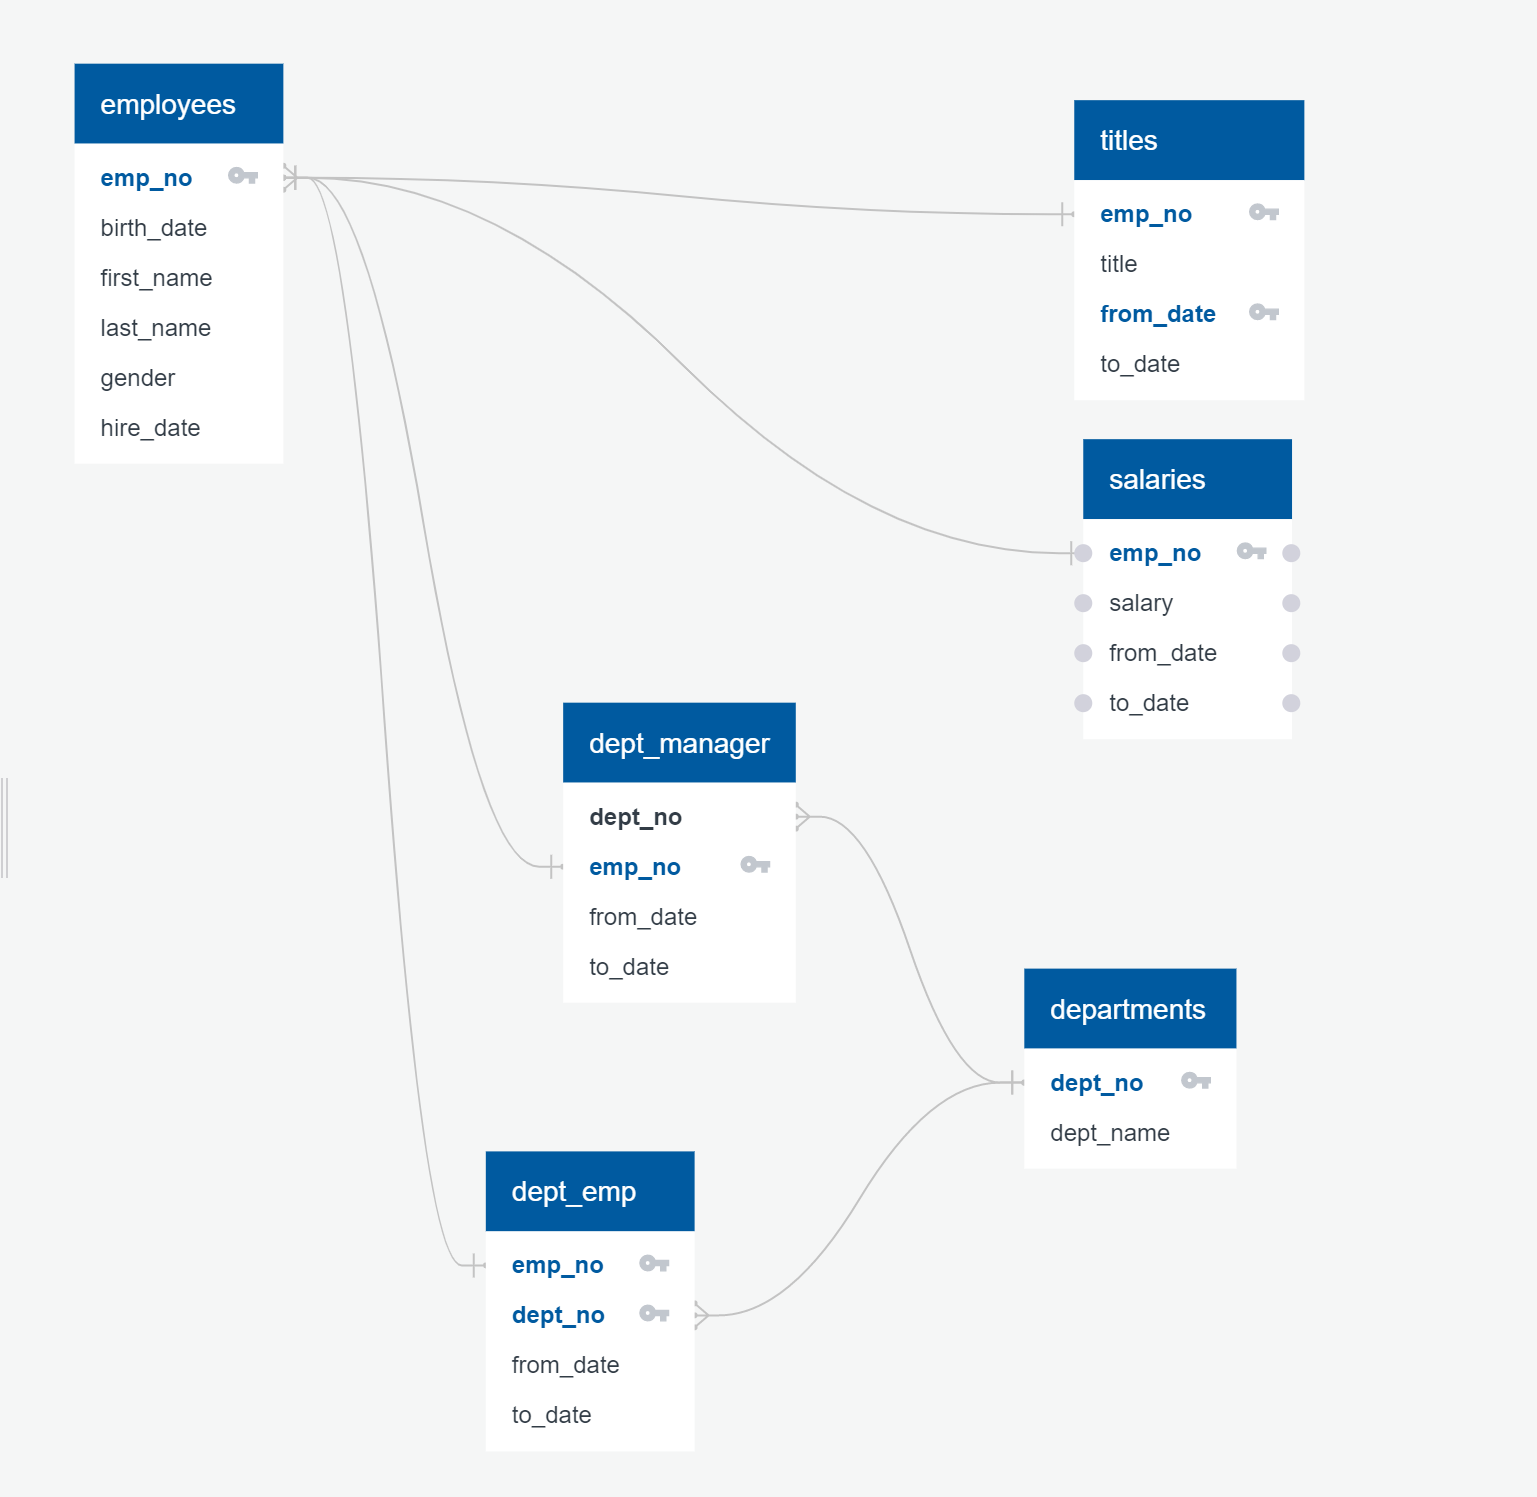 employees
emp_no
birth_date
first_name
last_name
gender
hire_date
titles
emp_no
title
from_date
to_date
salaries
emp_no
salary
from_date
to_date
dept_manager
dept_no
emp_no
from_date
to_date
departments
dept_no
dept_name
dept_emp
emp_no
dept_no
from_date
to_date